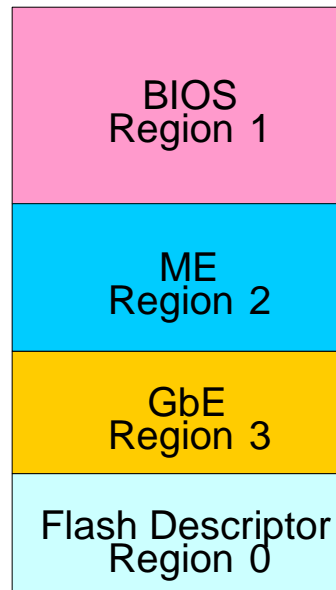 BIOS
Region 1
ME
Region 2
GbE
Region 3
Flash Descriptor
Region 0